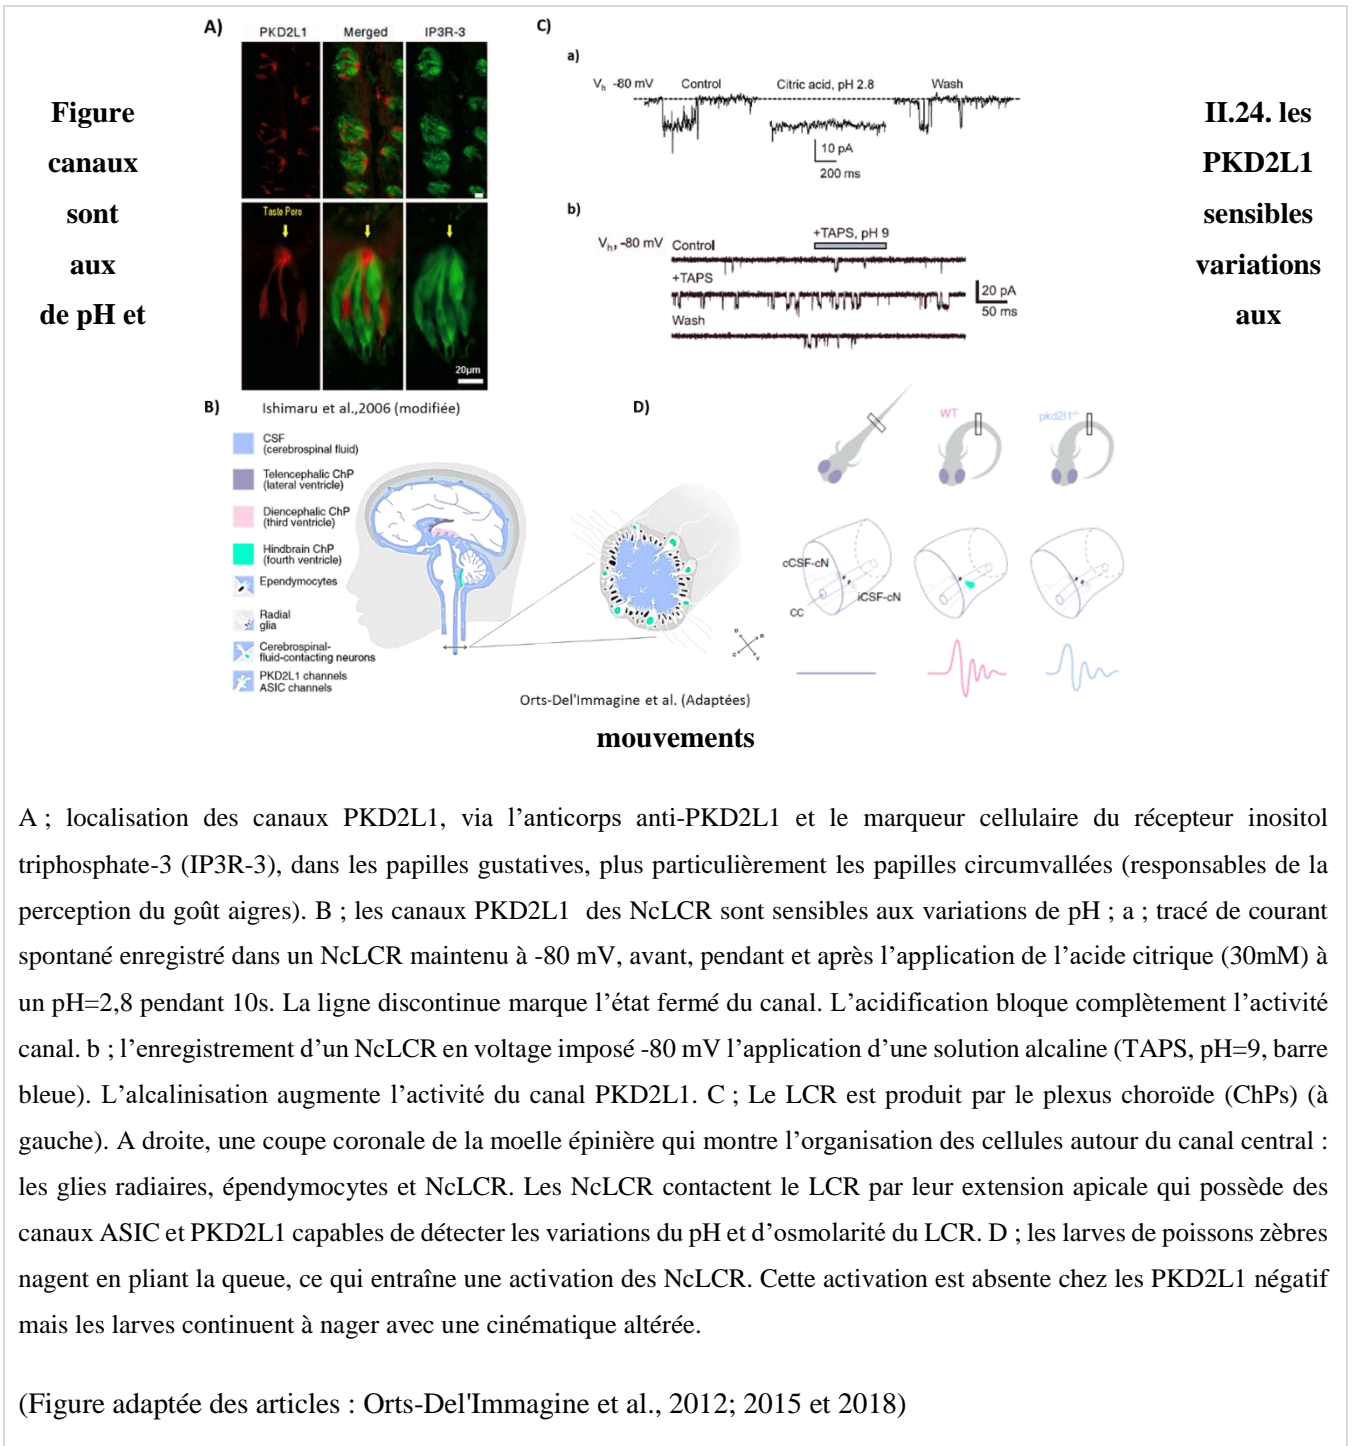 Figure II.24. les
canaux PKD2L1
sont sensibles
aux variations
de pH et aux
mouvements
A)
PKD2L1 Merged IP3R-3
Taste Pore
20µm
Ishimaru et al.,2006 (modifiée)
C)
a)
Vh -80 mV Control Citric acid, pH 2.8 Wash
10 pA
200 ms
b)
+TAPS, pH 9
Vh, -80 mV Control
+TAPS
20 pA
50 ms
Wash
B)
CSF
(cerebrospinal fluid)
Telencephalic ChP
(lateral ventricle)
Diencephalic ChP
(third ventricle)
Hindbrain ChP
(fourth ventricle)
Ependymocytes
Radial
glia
Cerebrospinal-
fluid-contacting neurons
PKD2L1 channels
ASIC channels
D
R
C
V
Orts-Del'Immagine et al. (Adaptées)
D)
WT
pkd2l1-/-
cCSF-cN
iCSF-cN
CC
A ; localisation des canaux PKD2L1, via l’anticorps anti-PKD2L1 et le marqueur cellulaire du récepteur inositol
triphosphate-3 (IP3R-3), dans les papilles gustatives, plus particulièrement les papilles circumvallées (responsables de la
perception du goût aigres). B ; les canaux PKD2L1 des NcLCR sont sensibles aux variations de pH ; a ; tracé de courant
spontané enregistré dans un NcLCR maintenu à -80 mV, avant, pendant et après l’application de l’acide citrique (30mM) à
un pH=2,8 pendant 10s. La ligne discontinue marque l’état fermé du canal. L’acidification bloque complètement l’activité
canal. b ; l’enregistrement d’un NcLCR en voltage imposé -80 mV l’application d’une solution alcaline (TAPS, pH=9, barre
bleue). L’alcalinisation augmente l’activité du canal PKD2L1. C ; Le LCR est produit par le plexus choroïde (ChPs) (à
gauche). A droite, une coupe coronale de la moelle épinière qui montre l’organisation des cellules autour du canal central :
les glies radiaires, épendymocytes et NcLCR. Les NcLCR contactent le LCR par leur extension apicale qui possède des
canaux ASIC et PKD2L1 capables de détecter les variations du pH et d’osmolarité du LCR. D ; les larves de poissons zèbres
nagent en pliant la queue, ce qui entraîne une activation des NcLCR. Cette activation est absente chez les PKD2L1 négatif
mais les larves continuent à nager avec une cinématique altérée.
(Figure adaptée des articles : Orts-Del'Immagine et al., 2012; 2015 et 2018)